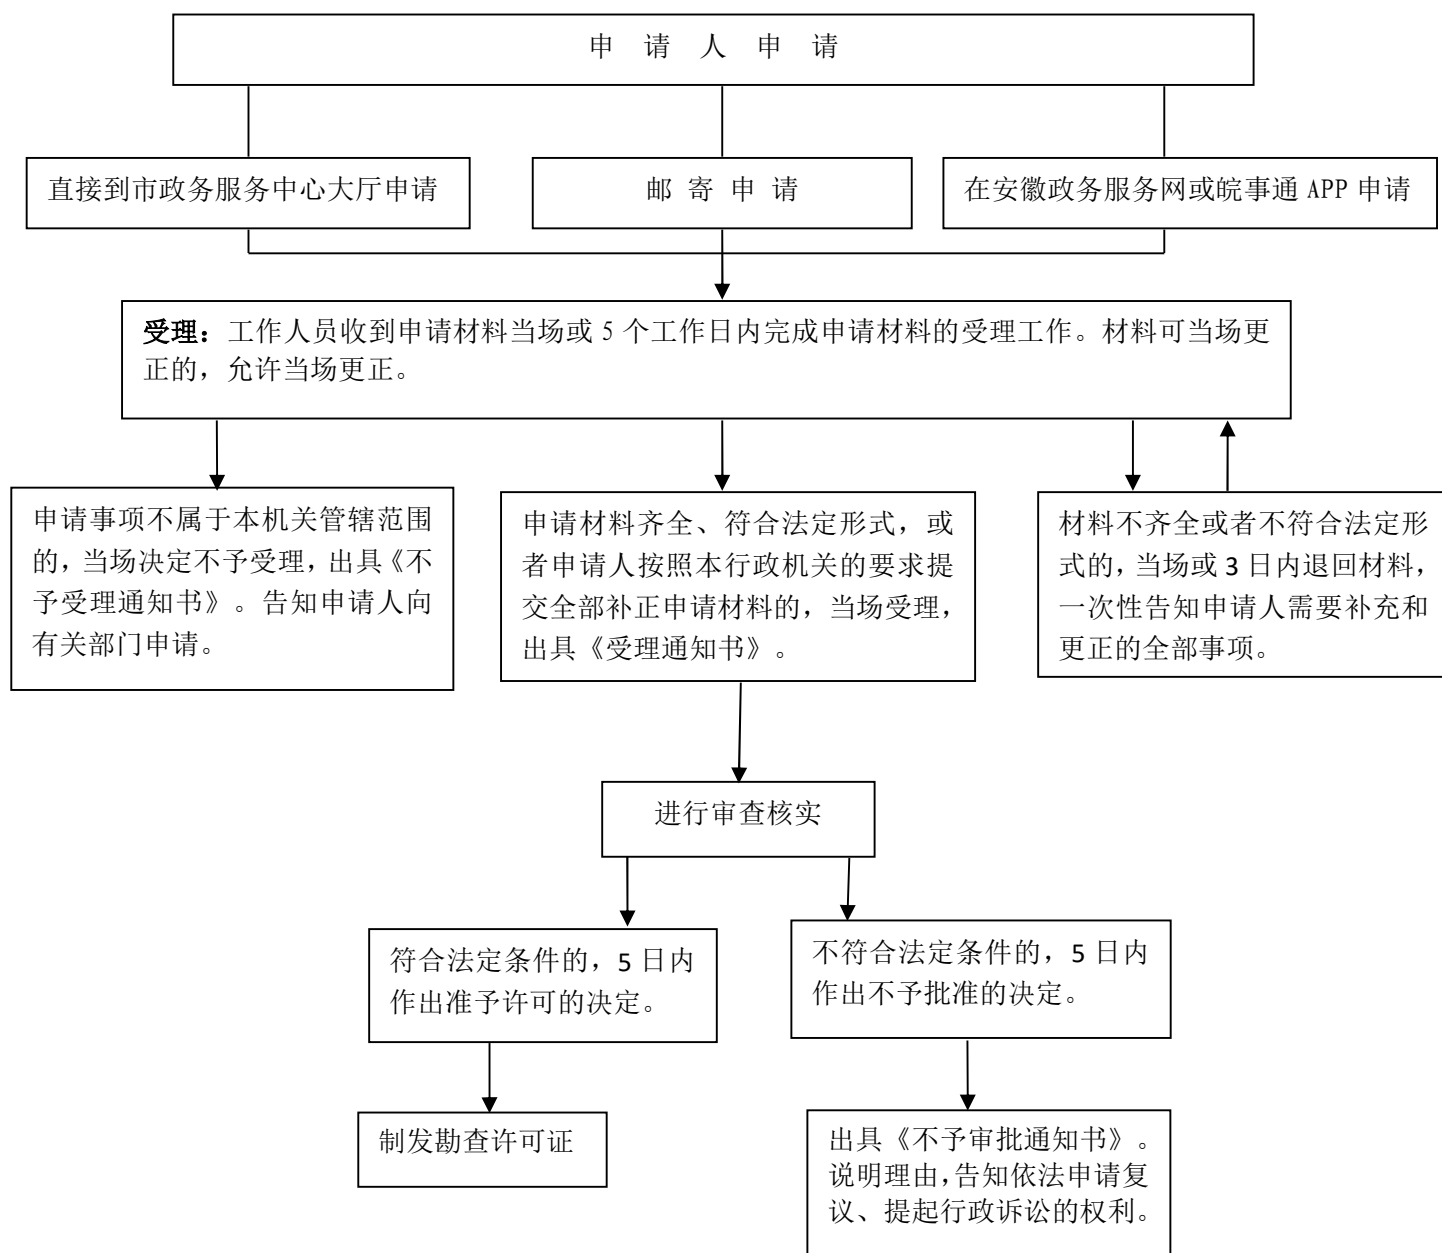 申 请 人 申 请
直接到市政务服务中心大厅申请
邮 寄 申 请
在安徽政务服务网或皖事通 APP 申请
受理：工作人员收到申请材料当场或 5 个工作日内完成申请材料的受理工作。材料可当场更
正的，允许当场更正。
申请事项不属于本机关管辖范围
的，当场决定不予受理，出具《不
予受理通知书》。告知申请人向
有关部门申请。
申请材料齐全、符合法定形式，或
者申请人按照本行政机关的要求提
交全部补正申请材料的，当场受理，
出具《受理通知书》。
材料不齐全或者不符合法定形
式的，当场或 3 日内退回材料，
一次性告知申请人需要补充和
更正的全部事项。
进行审查核实
符合法定条件的，5 日内
作出准予许可的决定。
不符合法定条件的，5 日内
作出不予批准的决定。
制发勘查许可证
出具《不予审批通知书》。
说明理由，告知依法申请复
议、提起行政诉讼的权利。